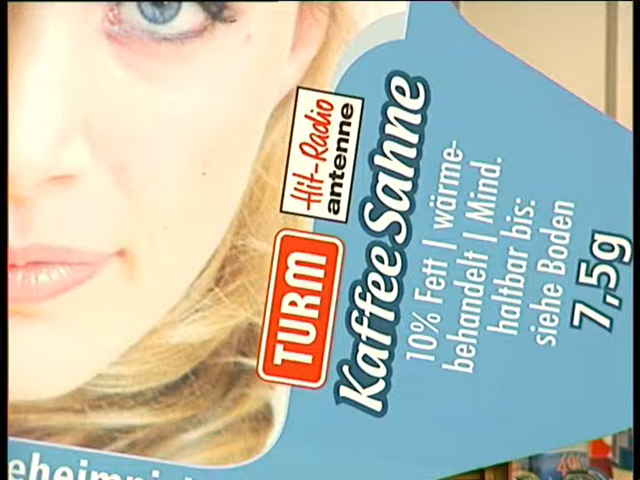 Hit-Radio
antenne
TURM
Kaffee Sahne
10% Fett | wärme-
behandelt | Mind.
haltbar bis:
siehe Boden
7,5g